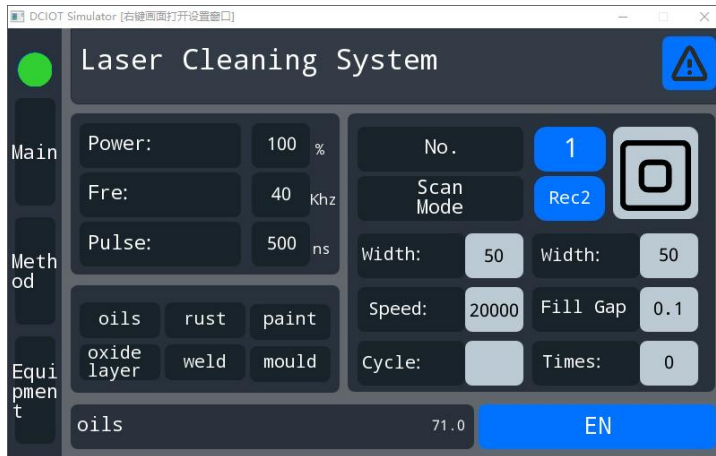 DCIOT Simulator [右键画面打开设置窗口]
Laser Cleaning System
Main
Meth
od
Equi
pmen
t
Power: 100 %
Fre: 40 Khz
Pulse: 500 ns
oils rust paint
oxide
layer
weld mould
No. 1
Scan
Mode
Rec2
Width: 50 Width: 50
Speed: 20000 Fill Gap 0.1
Cycle: Times: 0
oils 71.0
EN